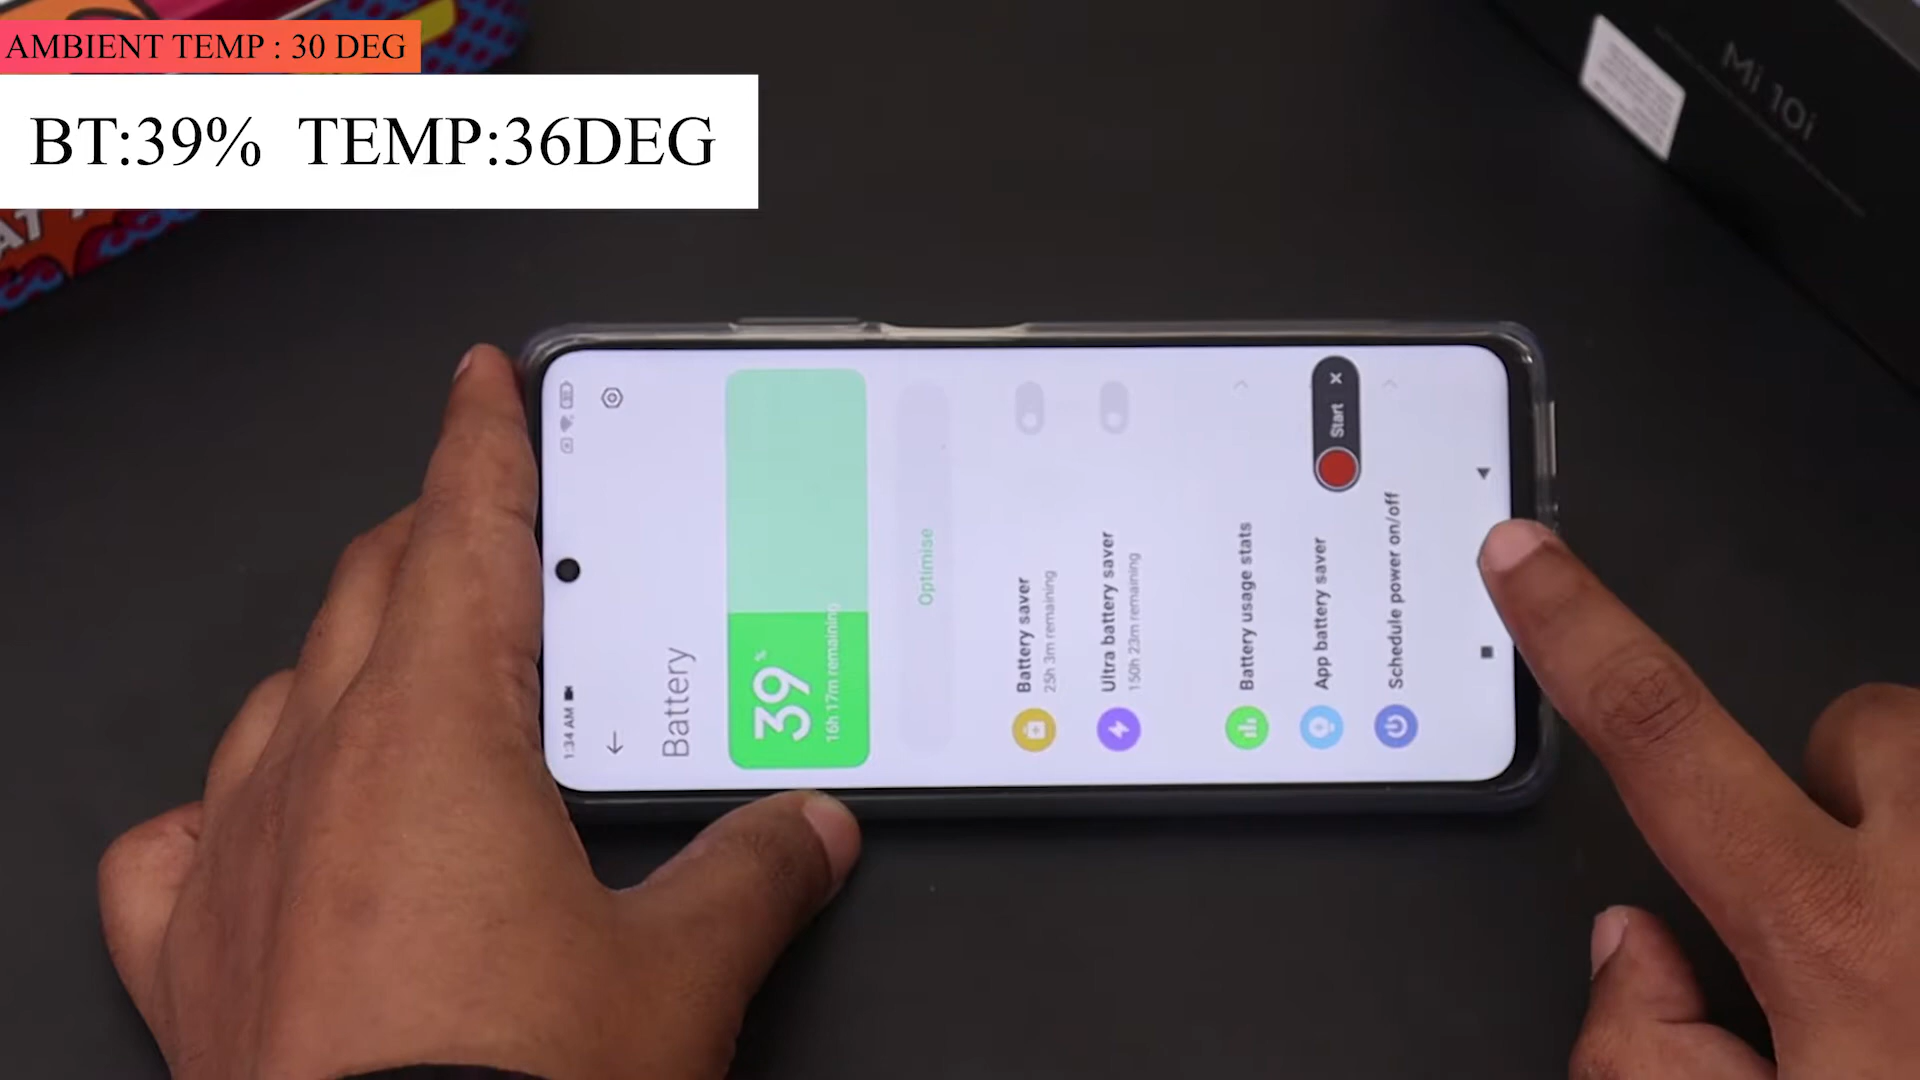 AMBIENT TEMP : 30 DEG
BT:39% TEMP:36DEG
Mi 10i
1:34 AM
Battery
39 %
16h 17m remaining
Optimise
Battery saver
25h 3m remaining
Ultra battery saver
150h 23m remaining
Battery usage stats
App battery saver
Start X
Schedule power on/off